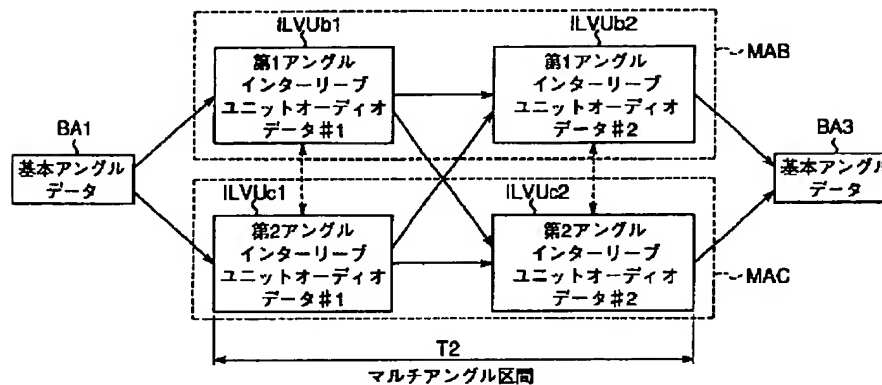 ILVUb1
ILVUb2
第1アングル
インターリーブ
ユニットオーディオ
データ#1
第1アングル
インターリーブ
ユニットオーディオ
データ#2
MAB
BA1
基本アングル
データ
BA3
基本アングル
データ
ILVUc1
ILVUc2
第2アングル
インターリーブ
ユニットオーディオ
データ#1
第2アングル
インターリーブ
ユニットオーディオ
データ#2
MAC
T2
マルチアングル区間